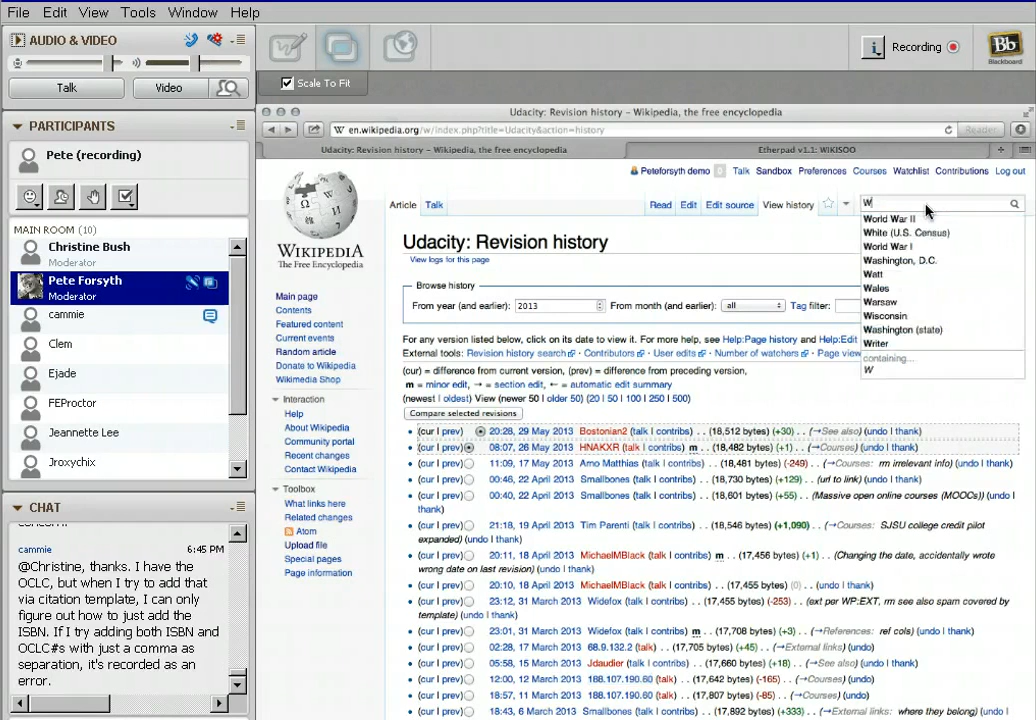 File Edit View Tools Window Help
AUDIO & VIDEO
Talk Video
PARTICIPANTS
Pete (recording)
MAIN ROOM (10)
Christine Bush
Moderator
Pete Forsyth
Moderator
cammie
Clem
Ejade
FEProctor
Jeannette Lee
Jroxychix
CHAT
cammie 6:45 PM
@Christine, thanks. I have the
OCLC, but when I try to add that
via citation template, I can only
figure out how to just add the
ISBN. If I try adding both ISBN and
OCLC#s with just a comma as
separation, it's recorded as an
error.
Recording
Bb
Blackboard
Scale To Fit
Udacity: Revision history – Wikipedia, the free encyclopedia
W en.wikipedia.org/w/index.php?title=Udacity&action=history
Reader
Udacity: Revision history – Wikipedia, the free encyclopedia Etherpad v1.1: WIKISOO
Peteforsyth demo 0 Talk Sandbox Preferences Courses Watchlist Contributions Log out
WIKIPEDIA
The Free Encyclopedia
Main page
Contents
Featured content
Current events
Random article
Donate to Wikipedia
Wikimedia Shop
Interaction
Help
About Wikipedia
Community portal
Recent changes
Contact Wikipedia
Toolbox
What links here
Related changes
Atom
Upload file
Special pages
Page information
Article Talk Read Edit Edit source View history
W
World War II
White (U.S. Census)
World War I
Washington, D.C.
Watt
Wales
Warsaw
Wisconsin
Washington (state)
Writer
containing...
W
Udacity: Revision history
View logs for this page
Browse history
From year (and earlier): 2013 From month (and earlier): all Tag filter:
For any version listed below, click on its date to view it. For more help, see Help:Page history and Help:Edit
External tools: Revision history search · Contributors · User edits · Number of watchers · Page view
(cur) = difference from current version, (prev) = difference from preceding version,
m = minor edit, → = section edit, ← = automatic edit summary
(newest | oldest) View (newer 50 | older 50) (20 | 50 | 100 | 250 | 500)
Compare selected revisions
(cur | prev) 20:28, 29 May 2013 Bostonian2 (talk | contribs) . . (18,512 bytes) (+30) . . (→See also) (undo | thank)
(cur | prev) 08:07, 26 May 2013 HNAKXR (talk | contribs) m . . (18,482 bytes) (+1) . . (→Courses) (undo | thank)
(cur | prev) 11:09, 17 May 2013 Arno Matthias (talk | contribs) . . (18,481 bytes) (-249) . . (→Courses: rm irrelevant info) (undo | thank)
(cur | prev) 00:46, 22 April 2013 Smallbones (talk | contribs) . . (18,730 bytes) (+129) . . (url to link) (undo | thank)
(cur | prev) 00:40, 22 April 2013 Smallbones (talk | contribs) . . (18,601 bytes) (+55) . . (Massive open online courses (MOOCs)) (undo |
thank)
(cur | prev) 21:18, 19 April 2013 Tim Parenti (talk | contribs) . . (18,546 bytes) (+1,090) . . (→Courses: SJSU college credit pilot
expanded) (undo | thank)
(cur | prev) 20:11, 18 April 2013 MichaelMBlack (talk | contribs) m . . (17,456 bytes) (+1) . . (Changing the date, accidentally wrote
wrong date on last revision) (undo | thank)
(cur | prev) 20:10, 18 April 2013 MichaelMBlack (talk | contribs) . . (17,455 bytes) (0) . . (undo | thank)
(cur | prev) 23:12, 31 March 2013 Widefox (talk | contribs) . . (17,455 bytes) (-253) . . (ext per WP:EXT, rm see also spam covered by
template) (undo | thank)
(cur | prev) 23:01, 31 March 2013 Widefox (talk | contribs) m . . (17,708 bytes) (+3) . . (→References: ref cols) (undo | thank)
(cur | prev) 02:28, 17 March 2013 68.9.132.2 (talk) . . (17,705 bytes) (+45) . . (→External links) (undo)
(cur | prev) 05:58, 15 March 2013 Jdaudier (talk | contribs) . . (17,660 bytes) (+18) . . (→See also) (undo | thank)
(cur | prev) 12:00, 12 March 2013 188.107.190.60 (talk) . . (17,642 bytes) (-165) . . (→Courses) (undo)
(cur | prev) 18:57, 11 March 2013 188.107.190.60 (talk) . . (17,807 bytes) (-85) . . (→Courses) (undo)
(cur | prev) 18:43, 6 March 2013 Smallbones (talk | contribs) . . (17,892 bytes) (+333) . . (→External links: where they belong) (undo |